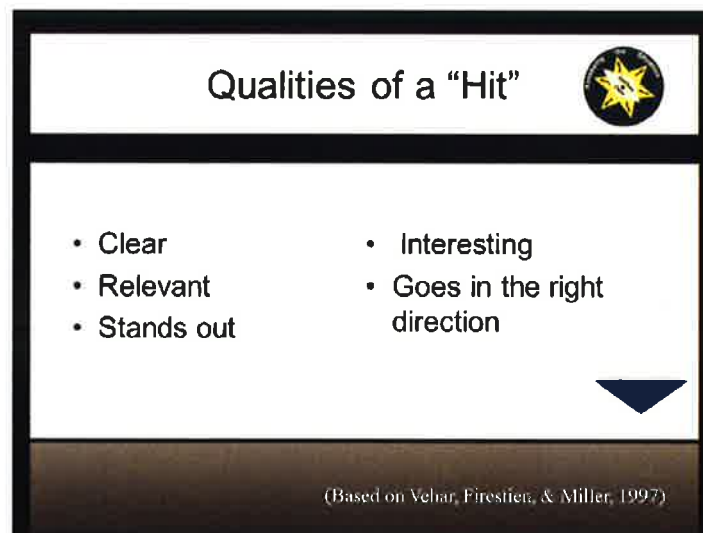 Qualities of a “Hit”
• Clear
• Relevant
• Stands out
• Interesting
• Goes in the right
direction
(Based on Vehar, Firestien, & Miller, 1997)